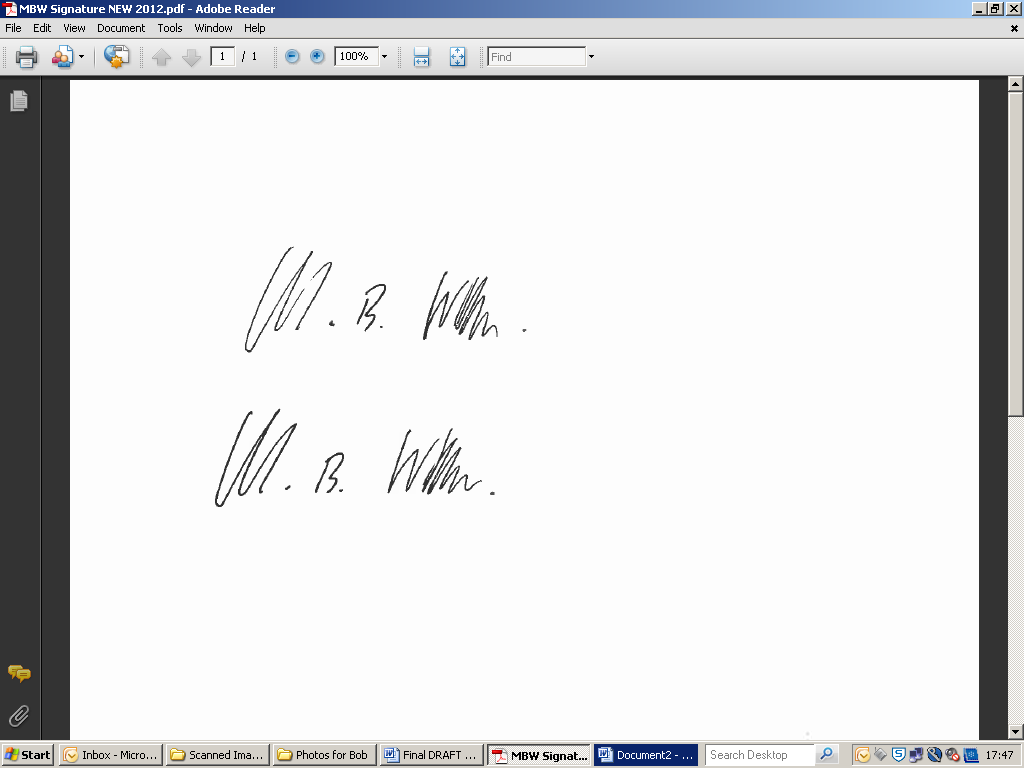 MBW Signature NEW 2012.pdf - Adobe Reader
File Edit View Document Tools Window Help
1 / 1 100% Find
M. B.
M. B.
Start Inbox - Micro... Scanned Ima... Photos for Bob Final DRAFT ... MBW Signat... Document2 - ... Search Desktop 17:47